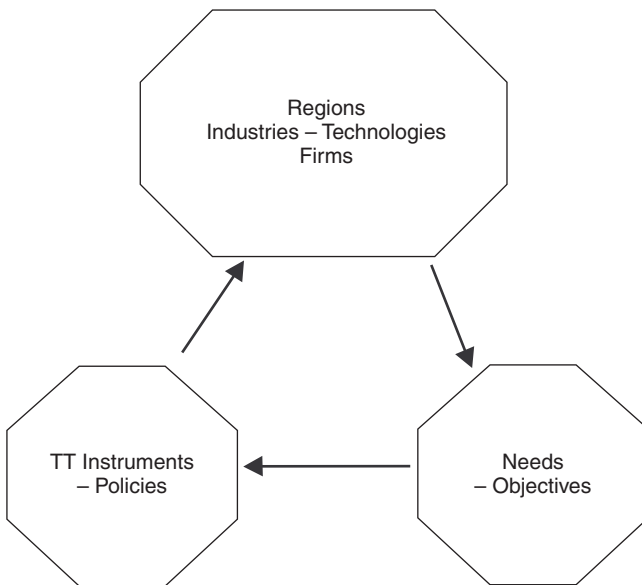 Regions
Industries – Technologies
Firms
TT Instruments
– Policies
Needs
– Objectives